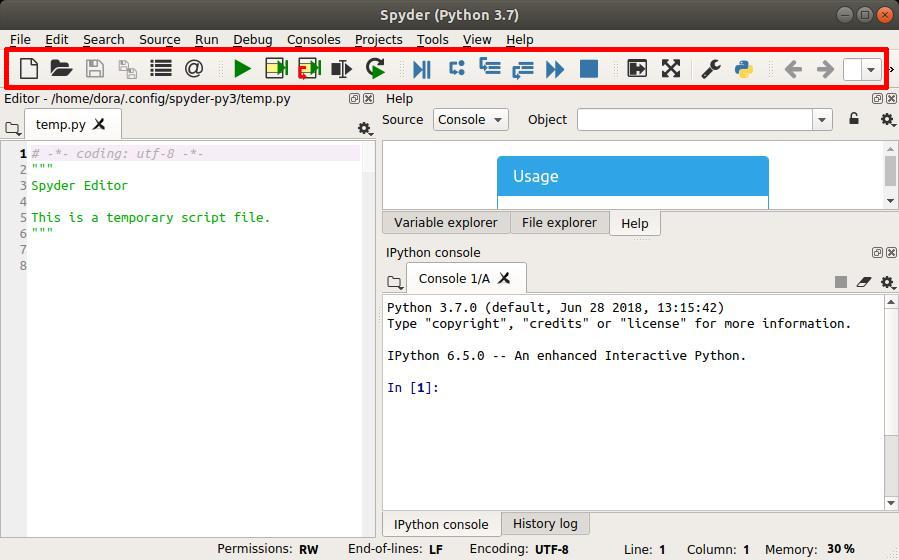 Spyder (Python 3.7)
File Edit Search Source Run Debug Consoles Projects Tools View Help
Editor - /home/dora/.config/spyder-py3/temp.py
temp.py
1 # -*- coding: utf-8 -*-
2 """
3 Spyder Editor
4
5 This is a temporary script file.
6 """
7
8
Help
Source Console Object
Usage
Variable explorer File explorer Help
IPython console
Console 1/A
Python 3.7.0 (default, Jun 28 2018, 13:15:42)
Type "copyright", "credits" or "license" for more information.
IPython 6.5.0 -- An enhanced Interactive Python.
In [1]:
IPython console History log
Permissions: RW End-of-lines: LF Encoding: UTF-8 Line: 1 Column: 1 Memory: 30 %